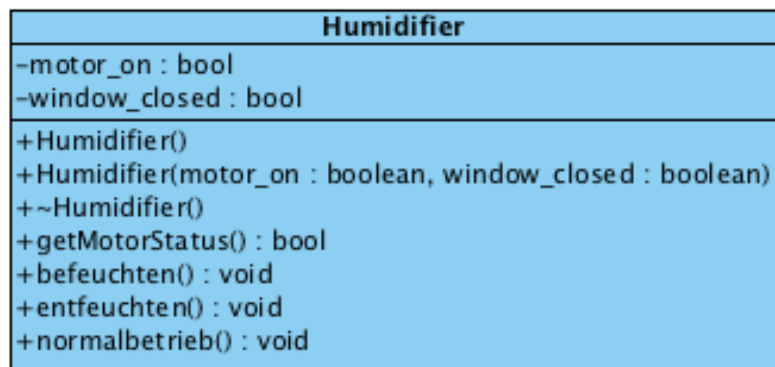 Humidifier
-motor_on : bool
-window_closed : bool
+Humidifier()
+Humidifier(motor_on : boolean, window_closed : boolean)
+~Humidifier()
+getMotorStatus() : bool
+befeuchten() : void
+entfeuchten() : void
+normalbetrieb() : void